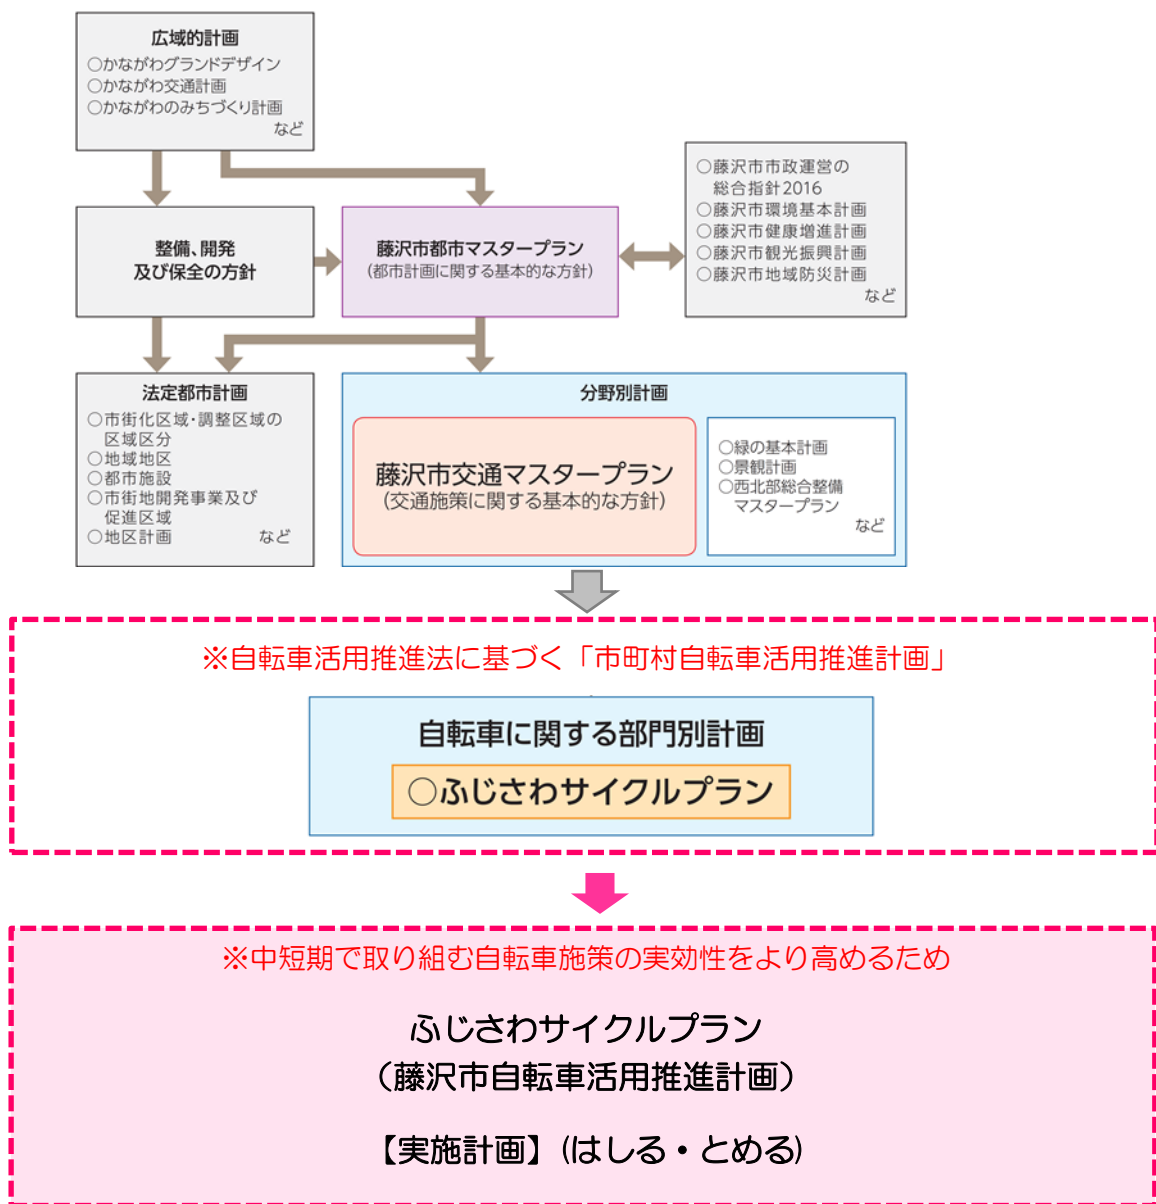 広域的計画
○かながわグランドデザイン
○かながわ交通計画
○かながわのみちづくり計画
など
整備、開発
及び保全の方針
藤沢市都市マスタープラン
(都市計画に関する基本的な方針)
○藤沢市市政運営の
総合指針2016
○藤沢市環境基本計画
○藤沢市健康増進計画
○藤沢市観光振興計画
○藤沢市地域防災計画
など
法定都市計画
○市街化区域・調整区域の
区域区分
○地域地区
○都市施設
○市街地開発事業及び
促進区域
○地区計画 など
分野別計画
藤沢市交通マスタープラン
(交通施策に関する基本的な方針)
○緑の基本計画
○景観計画
○西北部総合整備
マスタープラン
など
※自転車活用推進法に基づく「市町村自転車活用推進計画」
自転車に関する部門別計画
○ふじさわサイクルプラン
※中短期で取り組む自転車施策の実効性をより高めるため
ふじさわサイクルプラン
（藤沢市自転車活用推進計画）
【実施計画】(はしる・とめる)